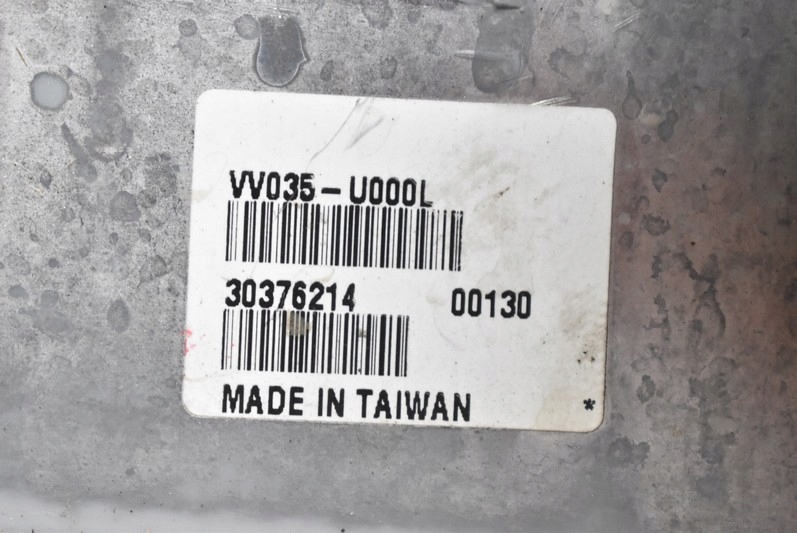 VV035-U000L
30376214 00130
MADE IN TAIWAN *